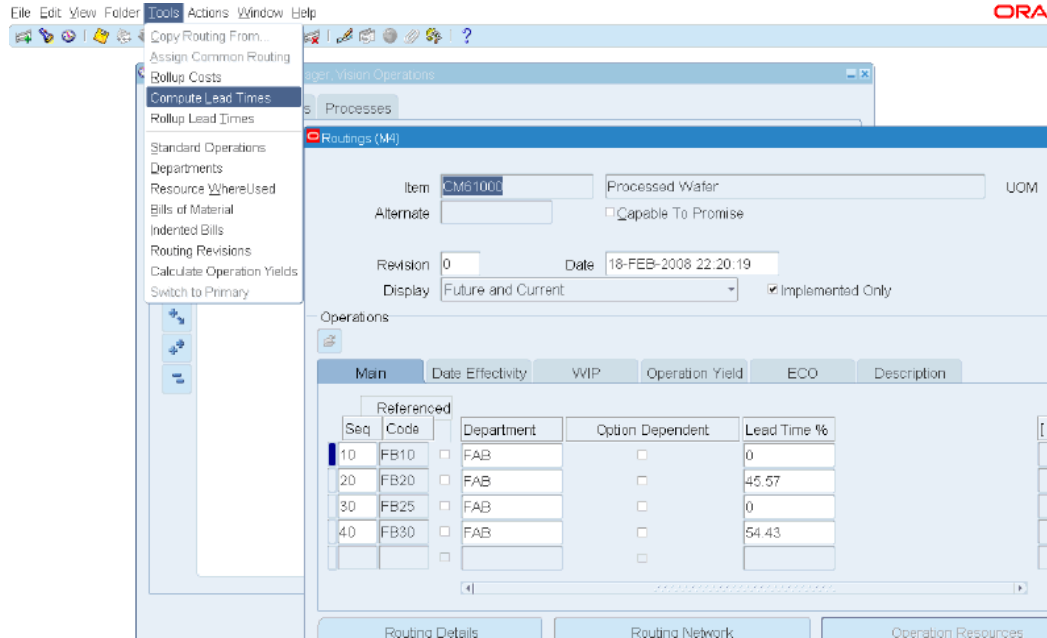 File Edit View Folder Tools Actions Window Help
ORA
Copy Routing From...
Assign Common Routing
Rollup Costs
Compute Lead Times
Rollup Lead Times
Standard Operations
Departments
Resource WhereUsed
Bills of Material
Indented Bills
Routing Revisions
Calculate Operation Yields
Switch to Primary
ager, Vision Operations
s Processes
Routings (M4)
Item CM61000 Processed Wafer UOM
Alternate Capable To Promise
Revision 0 Date 18-FEB-2008 22:20:19
Display Future and Current Implemented Only
Operations
Main Date Effectivity WIP Operation Yield ECO Description
Referenced
Seq Code Department Option Dependent Lead Time % [
10 FB10 FAB 0
20 FB20 FAB 45.57
30 FB25 FAB 0
40 FB30 FAB 54.43
Routing Details Routing Network Operation Resources